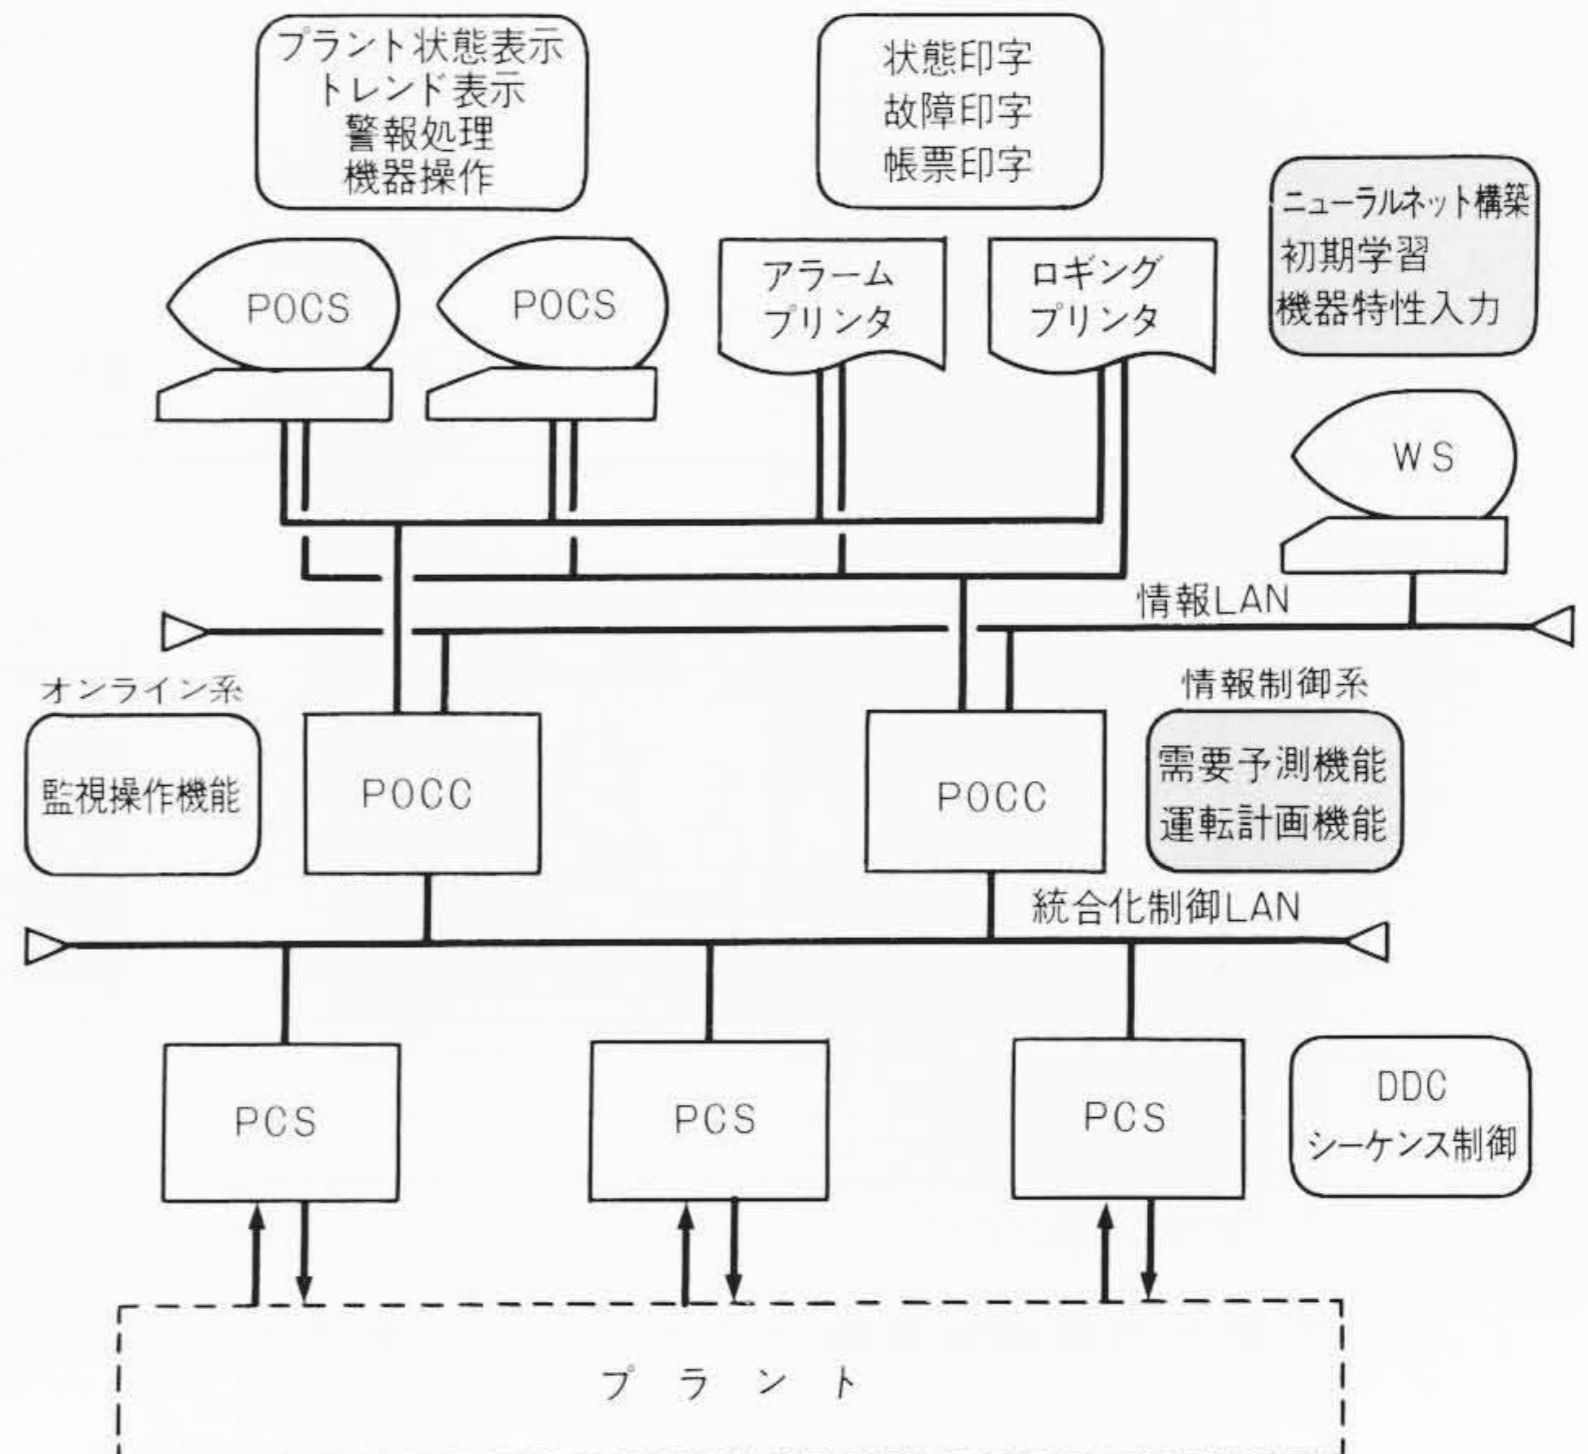 プラント状態表示
トレンド表示
警報処理
機器操作
状態印字
故障印字
帳票印字
ニューラルネット構築
初期学習
機器特性入力
POCS
POCS
アラーム
プリンタ
ロギング
プリンタ
WS
情報LAN
オンライン系
監視操作機能
POCC
POCC
情報制御系
需要予測機能
運転計画機能
統合化制御LAN
PCS
PCS
PCS
DDC
シーケンス制御
プラント